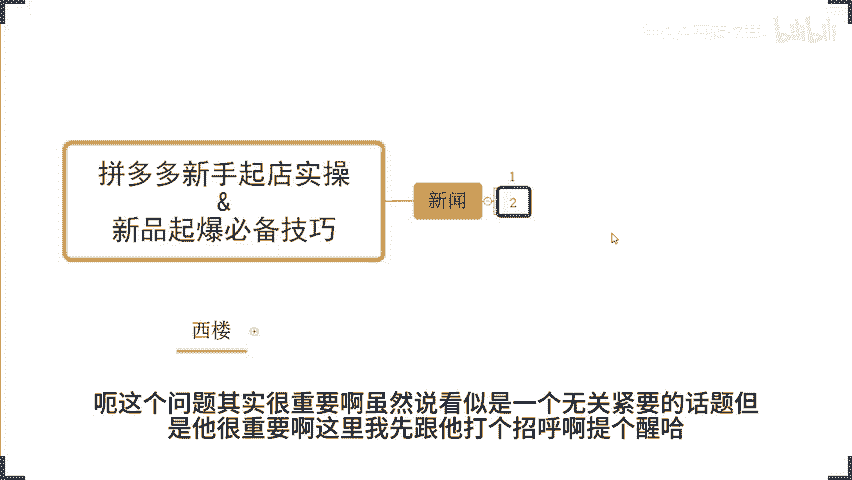 bilibili
拼多多新手起店实操
&
新品起爆必备技巧
新闻
1
2
西楼
呃这个问题其实很重要啊虽然说看似是一个无关紧要的话题但
是他很重要啊这里我先跟他打个招呼啊提个醒哈